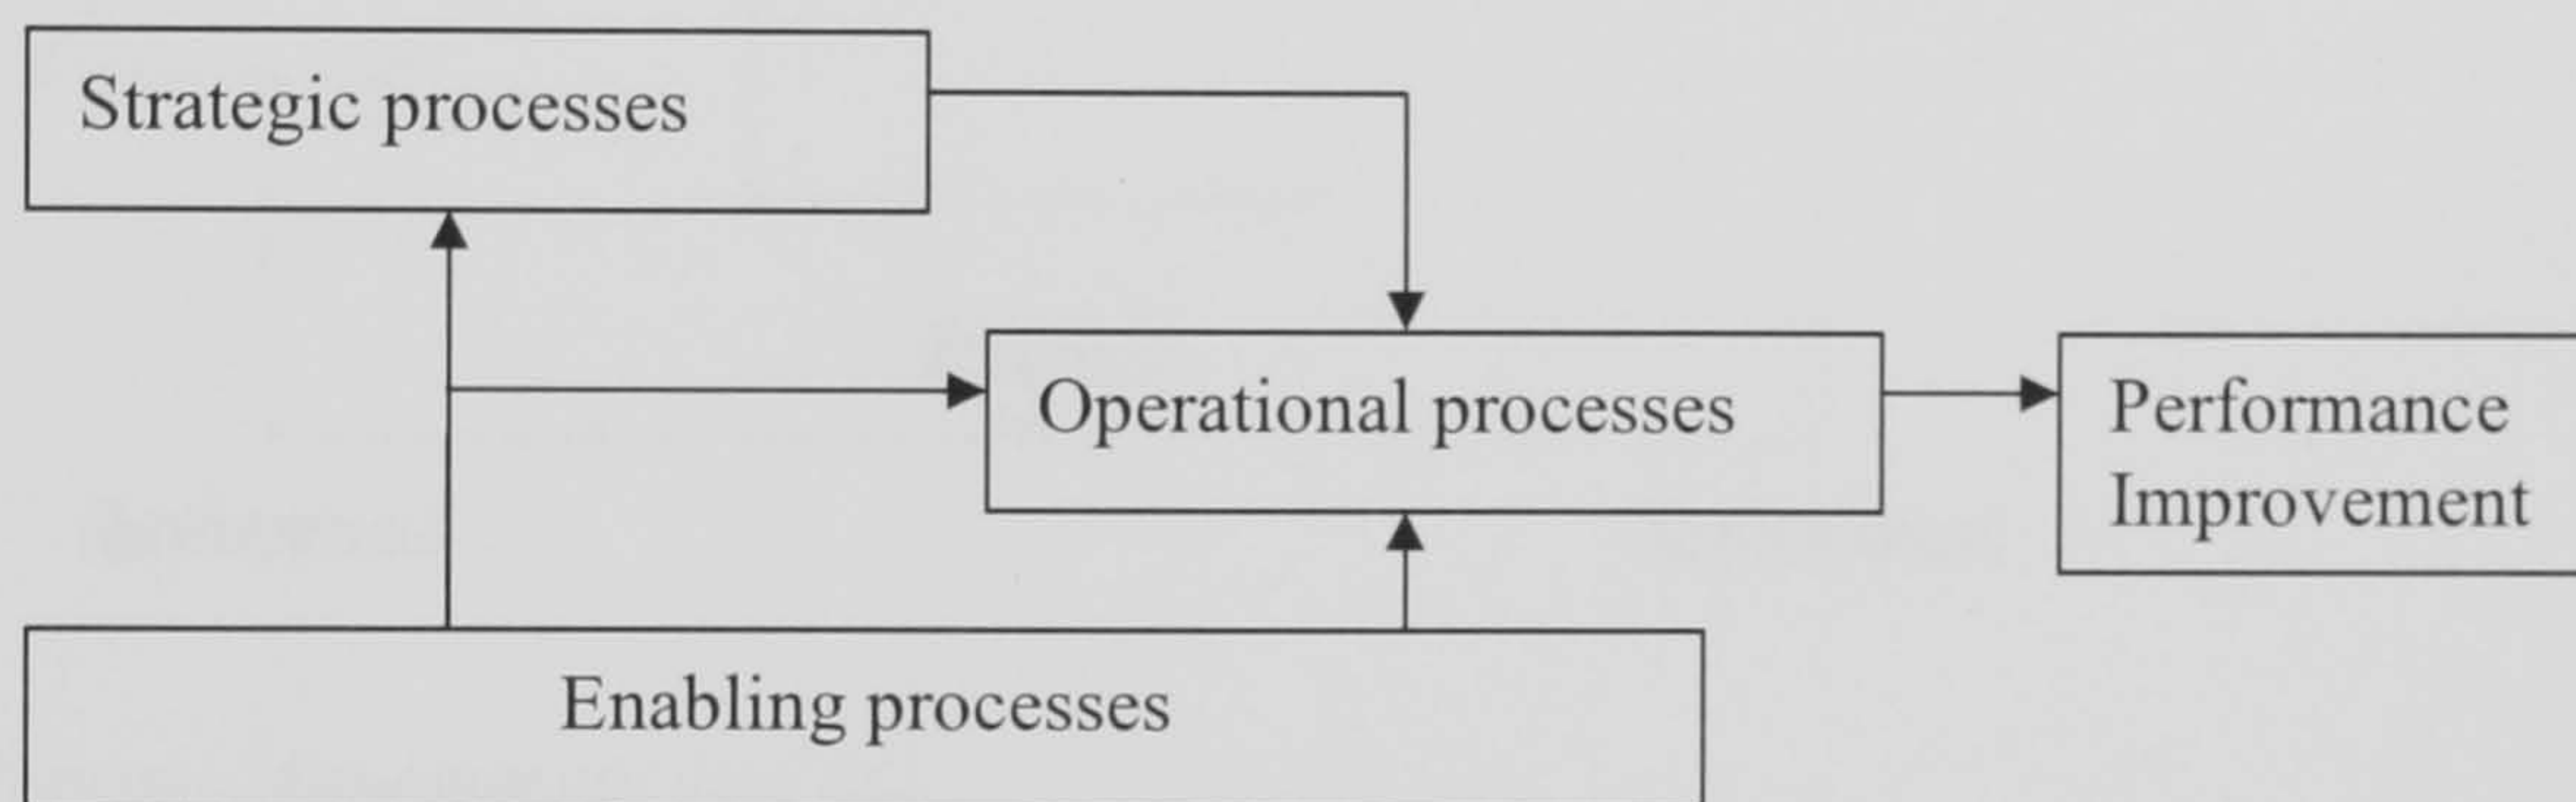 Strategic processes
Operational processes
Performance
Improvement
Enabling processes